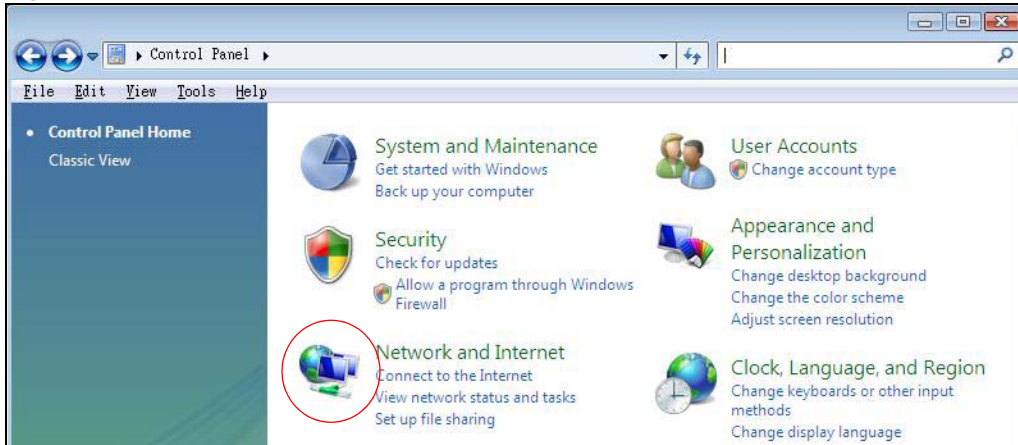 Control Panel
File Edit View Tools Help
Control Panel Home
Classic View
System and Maintenance
Get started with Windows
Back up your computer
Security
Check for updates
Allow a program through Windows
Firewall
Network and Internet
Connect to the Internet
View network status and tasks
Set up file sharing
User Accounts
Change account type
Appearance and
Personalization
Change desktop background
Change the color scheme
Adjust screen resolution
Clock, Language, and Region
Change keyboards or other input
methods
Change display language